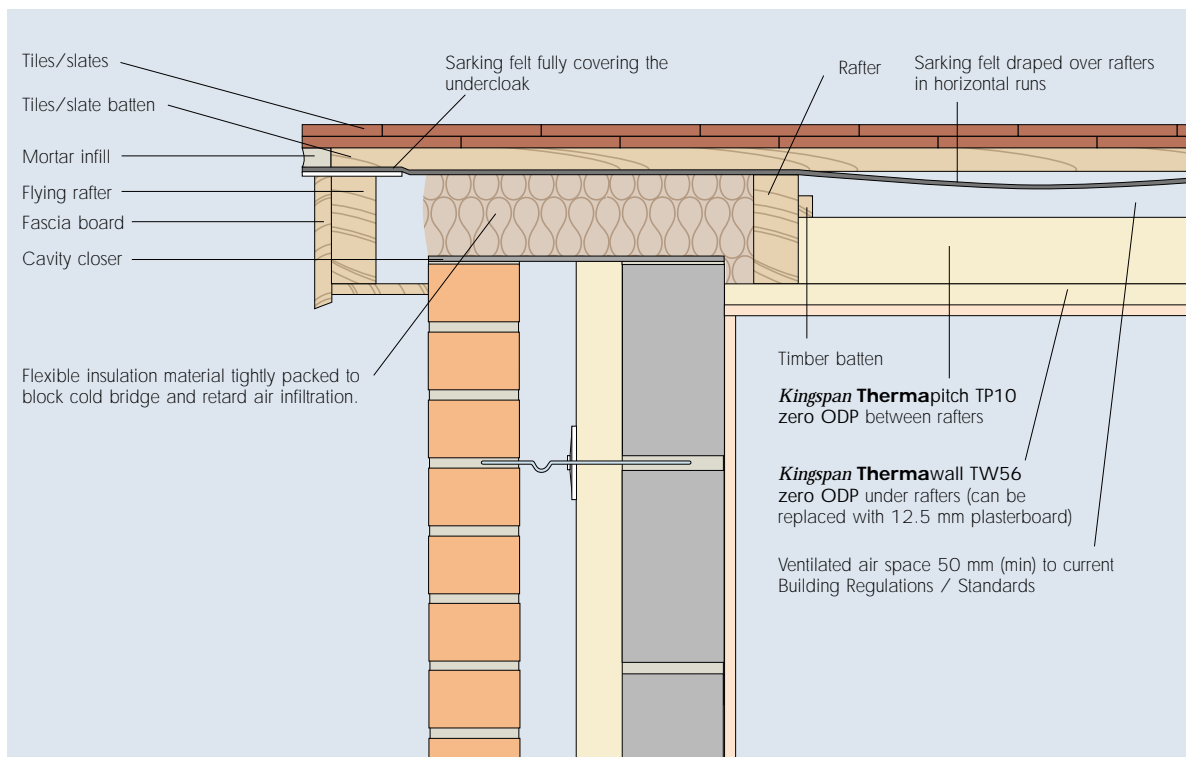 Tiles/slates
Tiles/slate batten
Mortar infill
Flying rafter
Fascia board
Cavity closer
Sarking felt fully covering the
undercloak
Rafter
Sarking felt draped over rafters
in horizontal runs
Flexible insulation material tightly packed to
block cold bridge and retard air infiltration.
Timber batten
Kingspan Thermapitch TP10
zero ODP between rafters
Kingspan Thermawall TW56
zero ODP under rafters (can be
replaced with 12.5 mm plasterboard)
Ventilated air space 50 mm (min) to current
Building Regulations / Standards